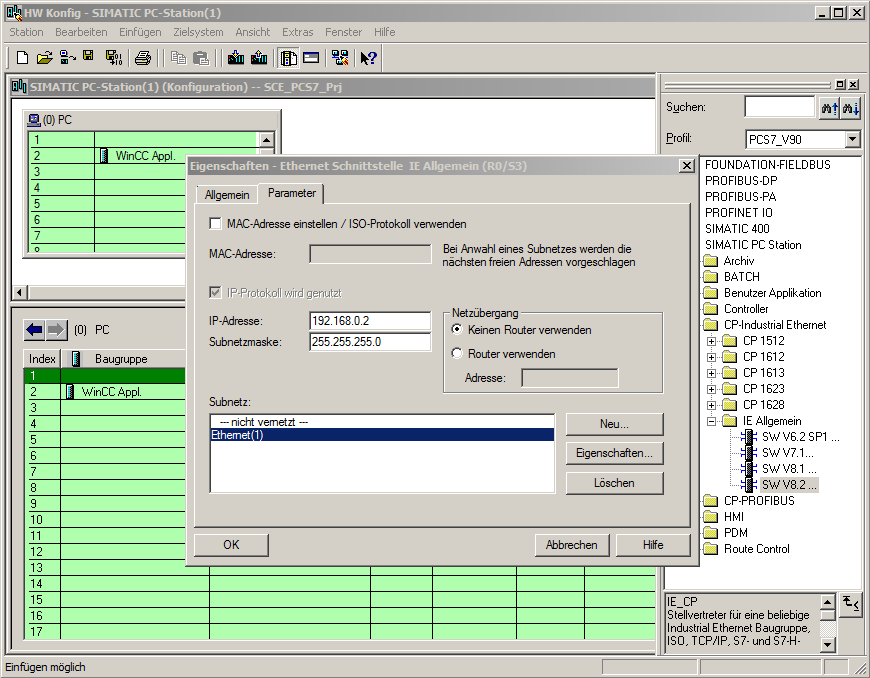 HW Konfig - SIMATIC PC-Station(1)
Station Bearbeiten Einfügen Zielsystem Ansicht Extras Fenster Hilfe
SIMATIC PC-Station(1) (Konfiguration) -- SCE_PCS7_Prj
(0) PC
1
2 WinCC Appl.
3
4
5
6
7
8
Eigenschaften - Ethernet Schnittstelle IE Allgemein (R0/S3)
Allgemein Parameter
MAC-Adresse einstellen / ISO-Protokoll verwenden
MAC-Adresse:
Bei Anwahl eines Subnetzes werden die
nächsten freien Adressen vorgeschlagen
IP-Protokoll wird genutzt
IP-Adresse: 192.168.0.2
Subnetzmaske: 255.255.255.0
Netzübergang
Keinen Router verwenden
Router verwenden
Adresse:
Subnetz:
--- nicht vernetzt ---
Ethernet(1)
Neu...
Eigenschaften...
Löschen
OK Abbrechen Hilfe
(0) PC
Index Baugruppe
1
2 WinCC Appl.
3
4
5
6
7
8
9
10
11
12
13
14
15
16
17
Suchen:
Profil: PCS7_V90
FOUNDATION-FIELDBUS
PROFIBUS-DP
PROFIBUS-PA
PROFINET IO
SIMATIC 400
SIMATIC PC Station
Archiv
BATCH
Benutzer Applikation
Controller
CP-Industrial Ethernet
CP 1512
CP 1612
CP 1613
CP 1623
CP 1628
IE Allgemein
SW V6.2 SP1 ...
SW V7.1...
SW V8.1 ...
SW V8.2 ...
CP-PROFIBUS
HMI
PDM
Route Control
IE_CP
Stellvertreter für eine beliebige
Industrial Ethernet Baugruppe,
ISO, TCP/IP, S7- und S7-H-
Einfügen möglich